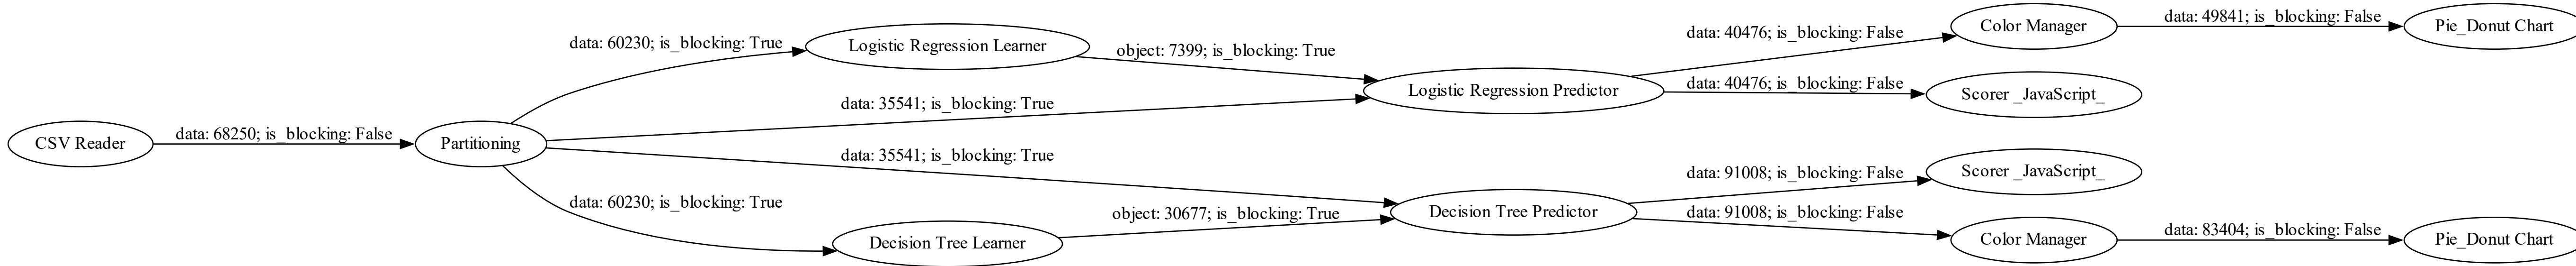 CSV Reader
data: 68250; is_blocking: False
Partitioning
data: 60230; is_blocking: True
data: 35541; is_blocking: True
data: 35541; is_blocking: True
data: 60230; is_blocking: True
Logistic Regression Learner
object: 7399; is_blocking: True
Decision Tree Learner
object: 30677; is_blocking: True
Logistic Regression Predictor
data: 40476; is_blocking: False
data: 40476; is_blocking: False
Decision Tree Predictor
data: 91008; is_blocking: False
data: 91008; is_blocking: False
Color Manager
data: 49841; is_blocking: False
Pie_Donut Chart
Scorer _JavaScript_
Scorer _JavaScript_
Color Manager
data: 83404; is_blocking: False
Pie_Donut Chart